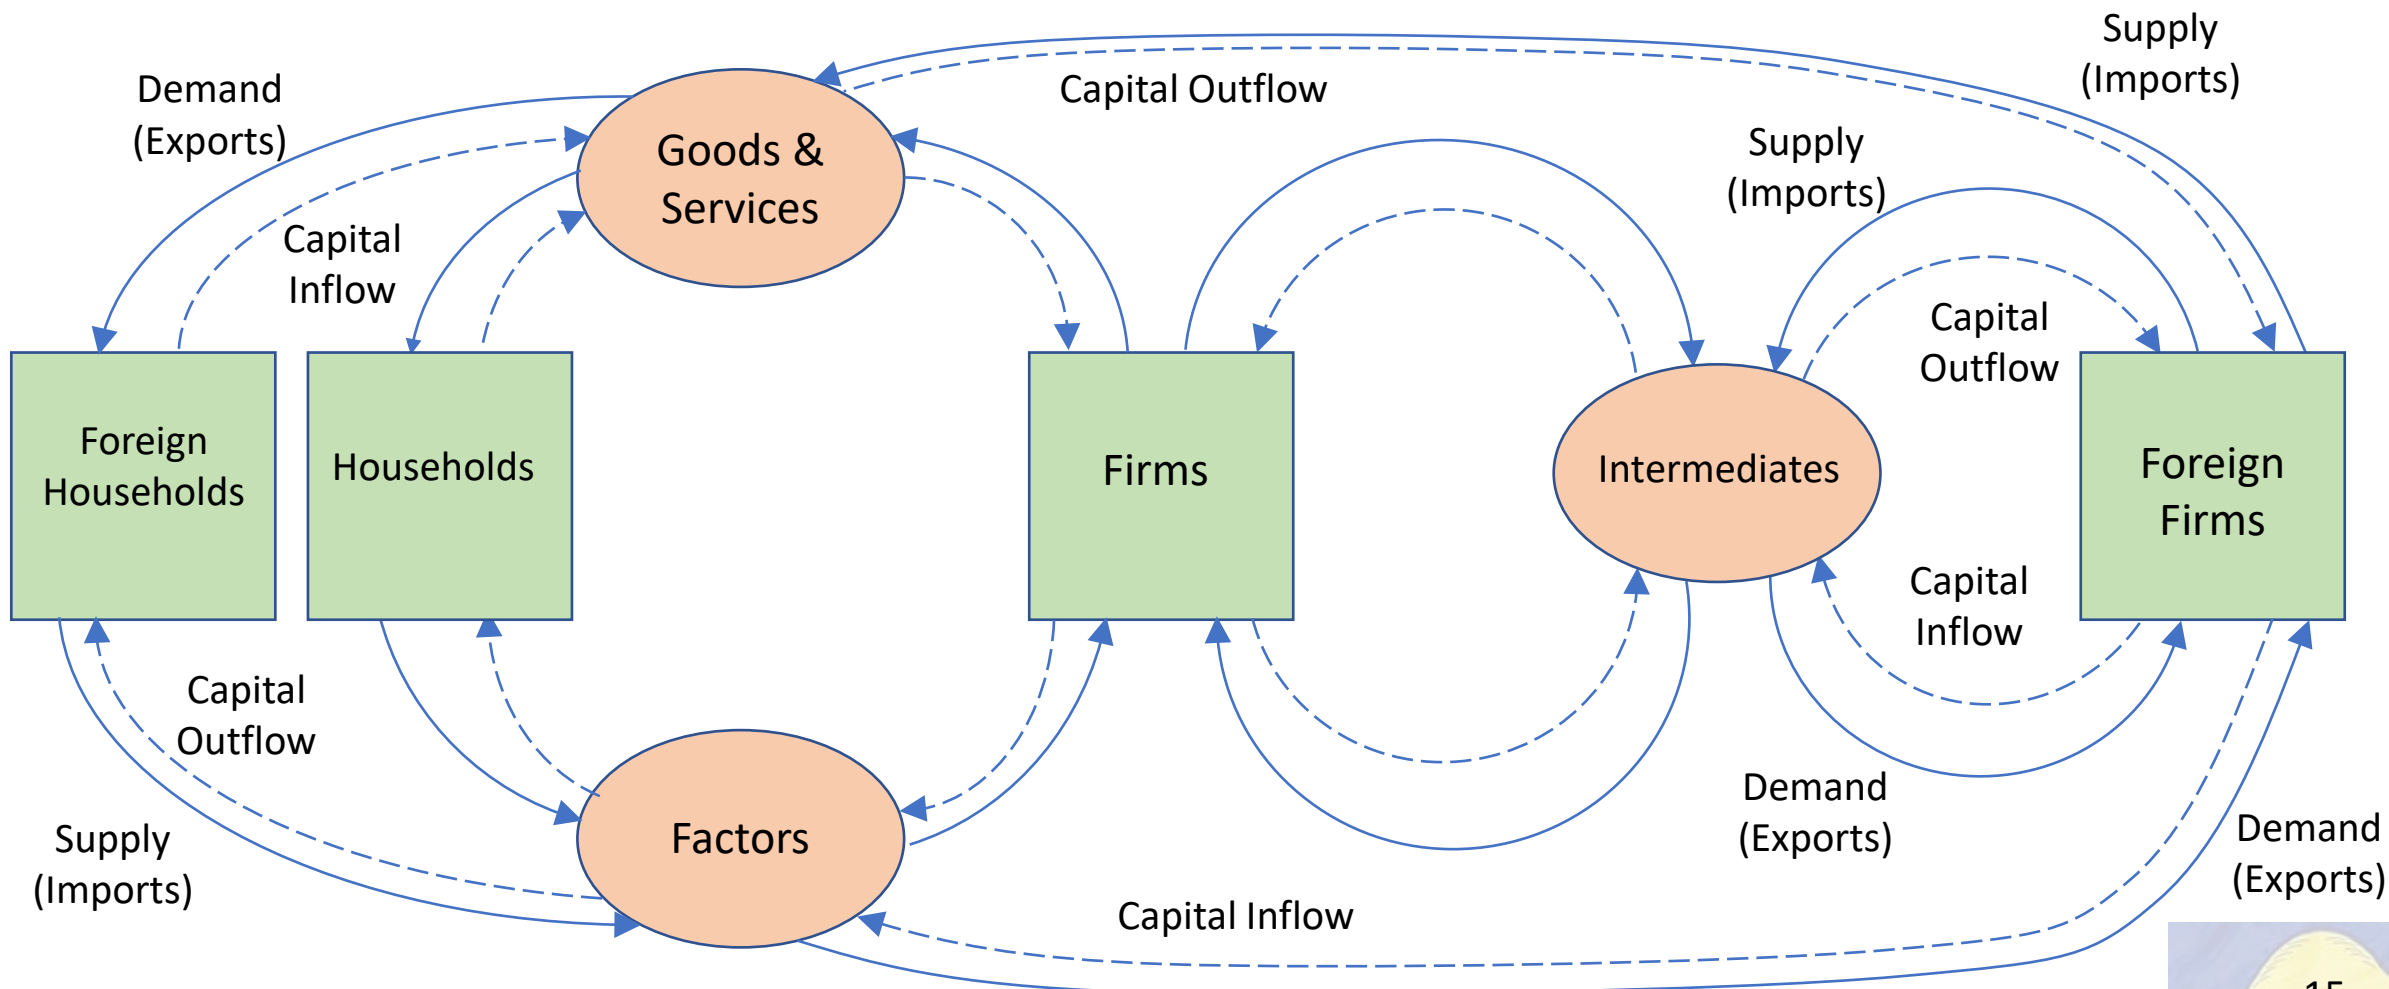 Supply
(Imports)
Demand
(Exports)
Capital Outflow
Goods &
Services
Supply
(Imports)
Capital
Inflow
Capital
Outflow
Foreign
Households
Households
Firms
Intermediates
Foreign
Firms
Capital
Inflow
Capital
Outflow
Supply
(Imports)
Factors
Demand
(Exports)
Demand
(Exports)
Capital Inflow
15